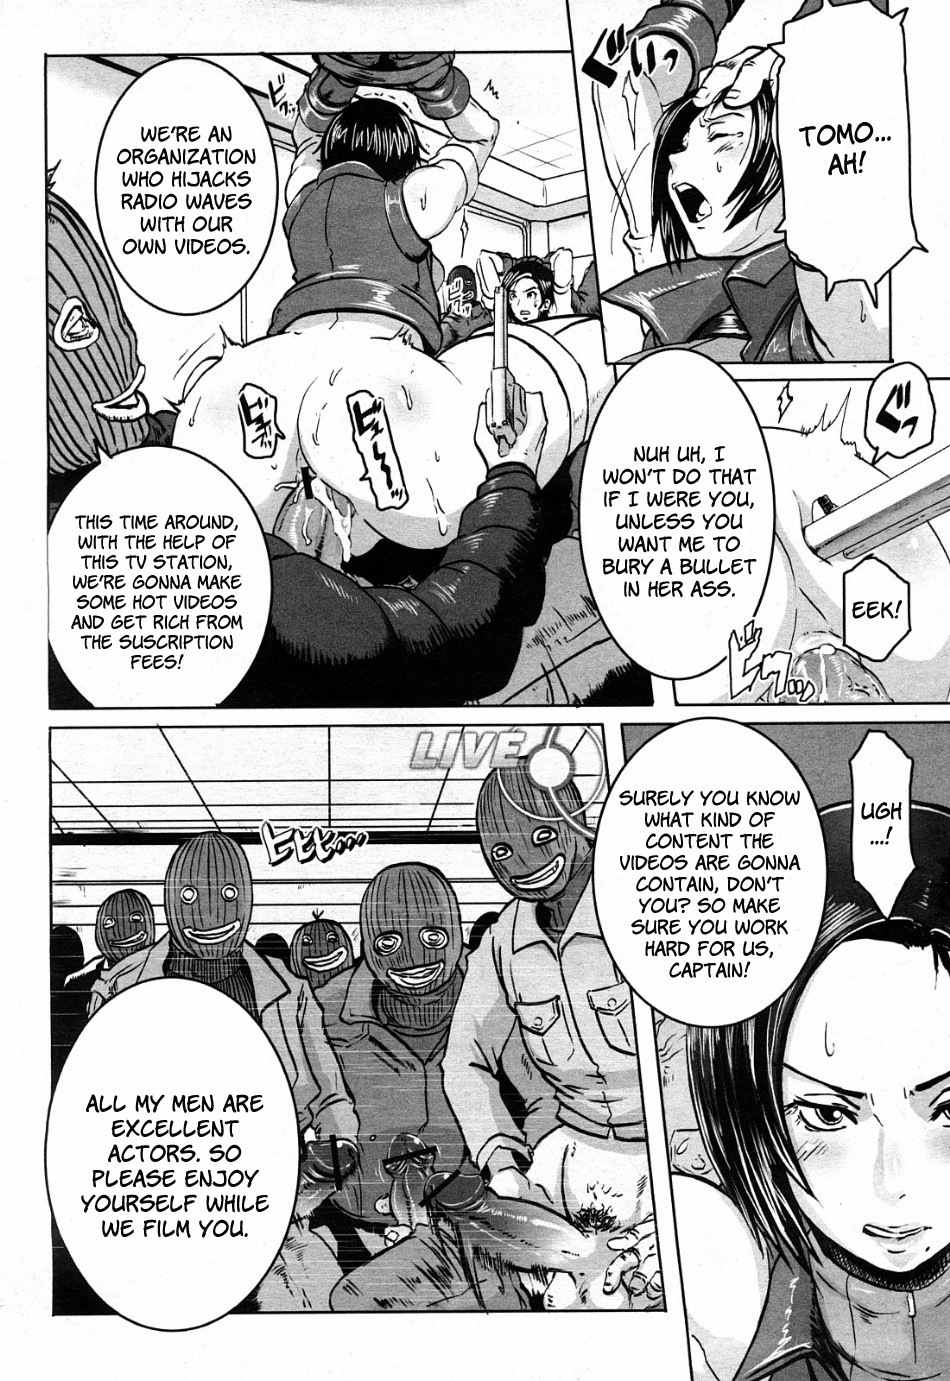 TOMO...
AH!
NUH UH, I
WON'T DO THAT
IF I WERE YOU,
UNLESS YOU
WANT ME TO
BURY A BULLET
IN HER ASS.
EEK!
WE'RE AN
ORGANIZATION
WHO HIJACKS
RADIO WAVES
WITH OUR
OWN VIDEOS.
THIS TIME AROUND,
WITH THE HELP OF
THIS TV STATION,
WE'RE GONNA MAKE
SOME HOT VIDEOS
AND GET RICH FROM
THE SUSCRIPTION
FEES!
UGH
...!
SURELY YOU KNOW
WHAT KIND OF
CONTENT THE
VIDEOS ARE GONNA
CONTAIN, DON'T
YOU? SO MAKE
SURE YOU WORK
HARD FOR US,
CAPTAIN!
LIVE
ヒヒヒ…
ALL MY MEN ARE
EXCELLENT
ACTORS. SO
PLEASE ENJOY
YOURSELF WHILE
WE FILM YOU.